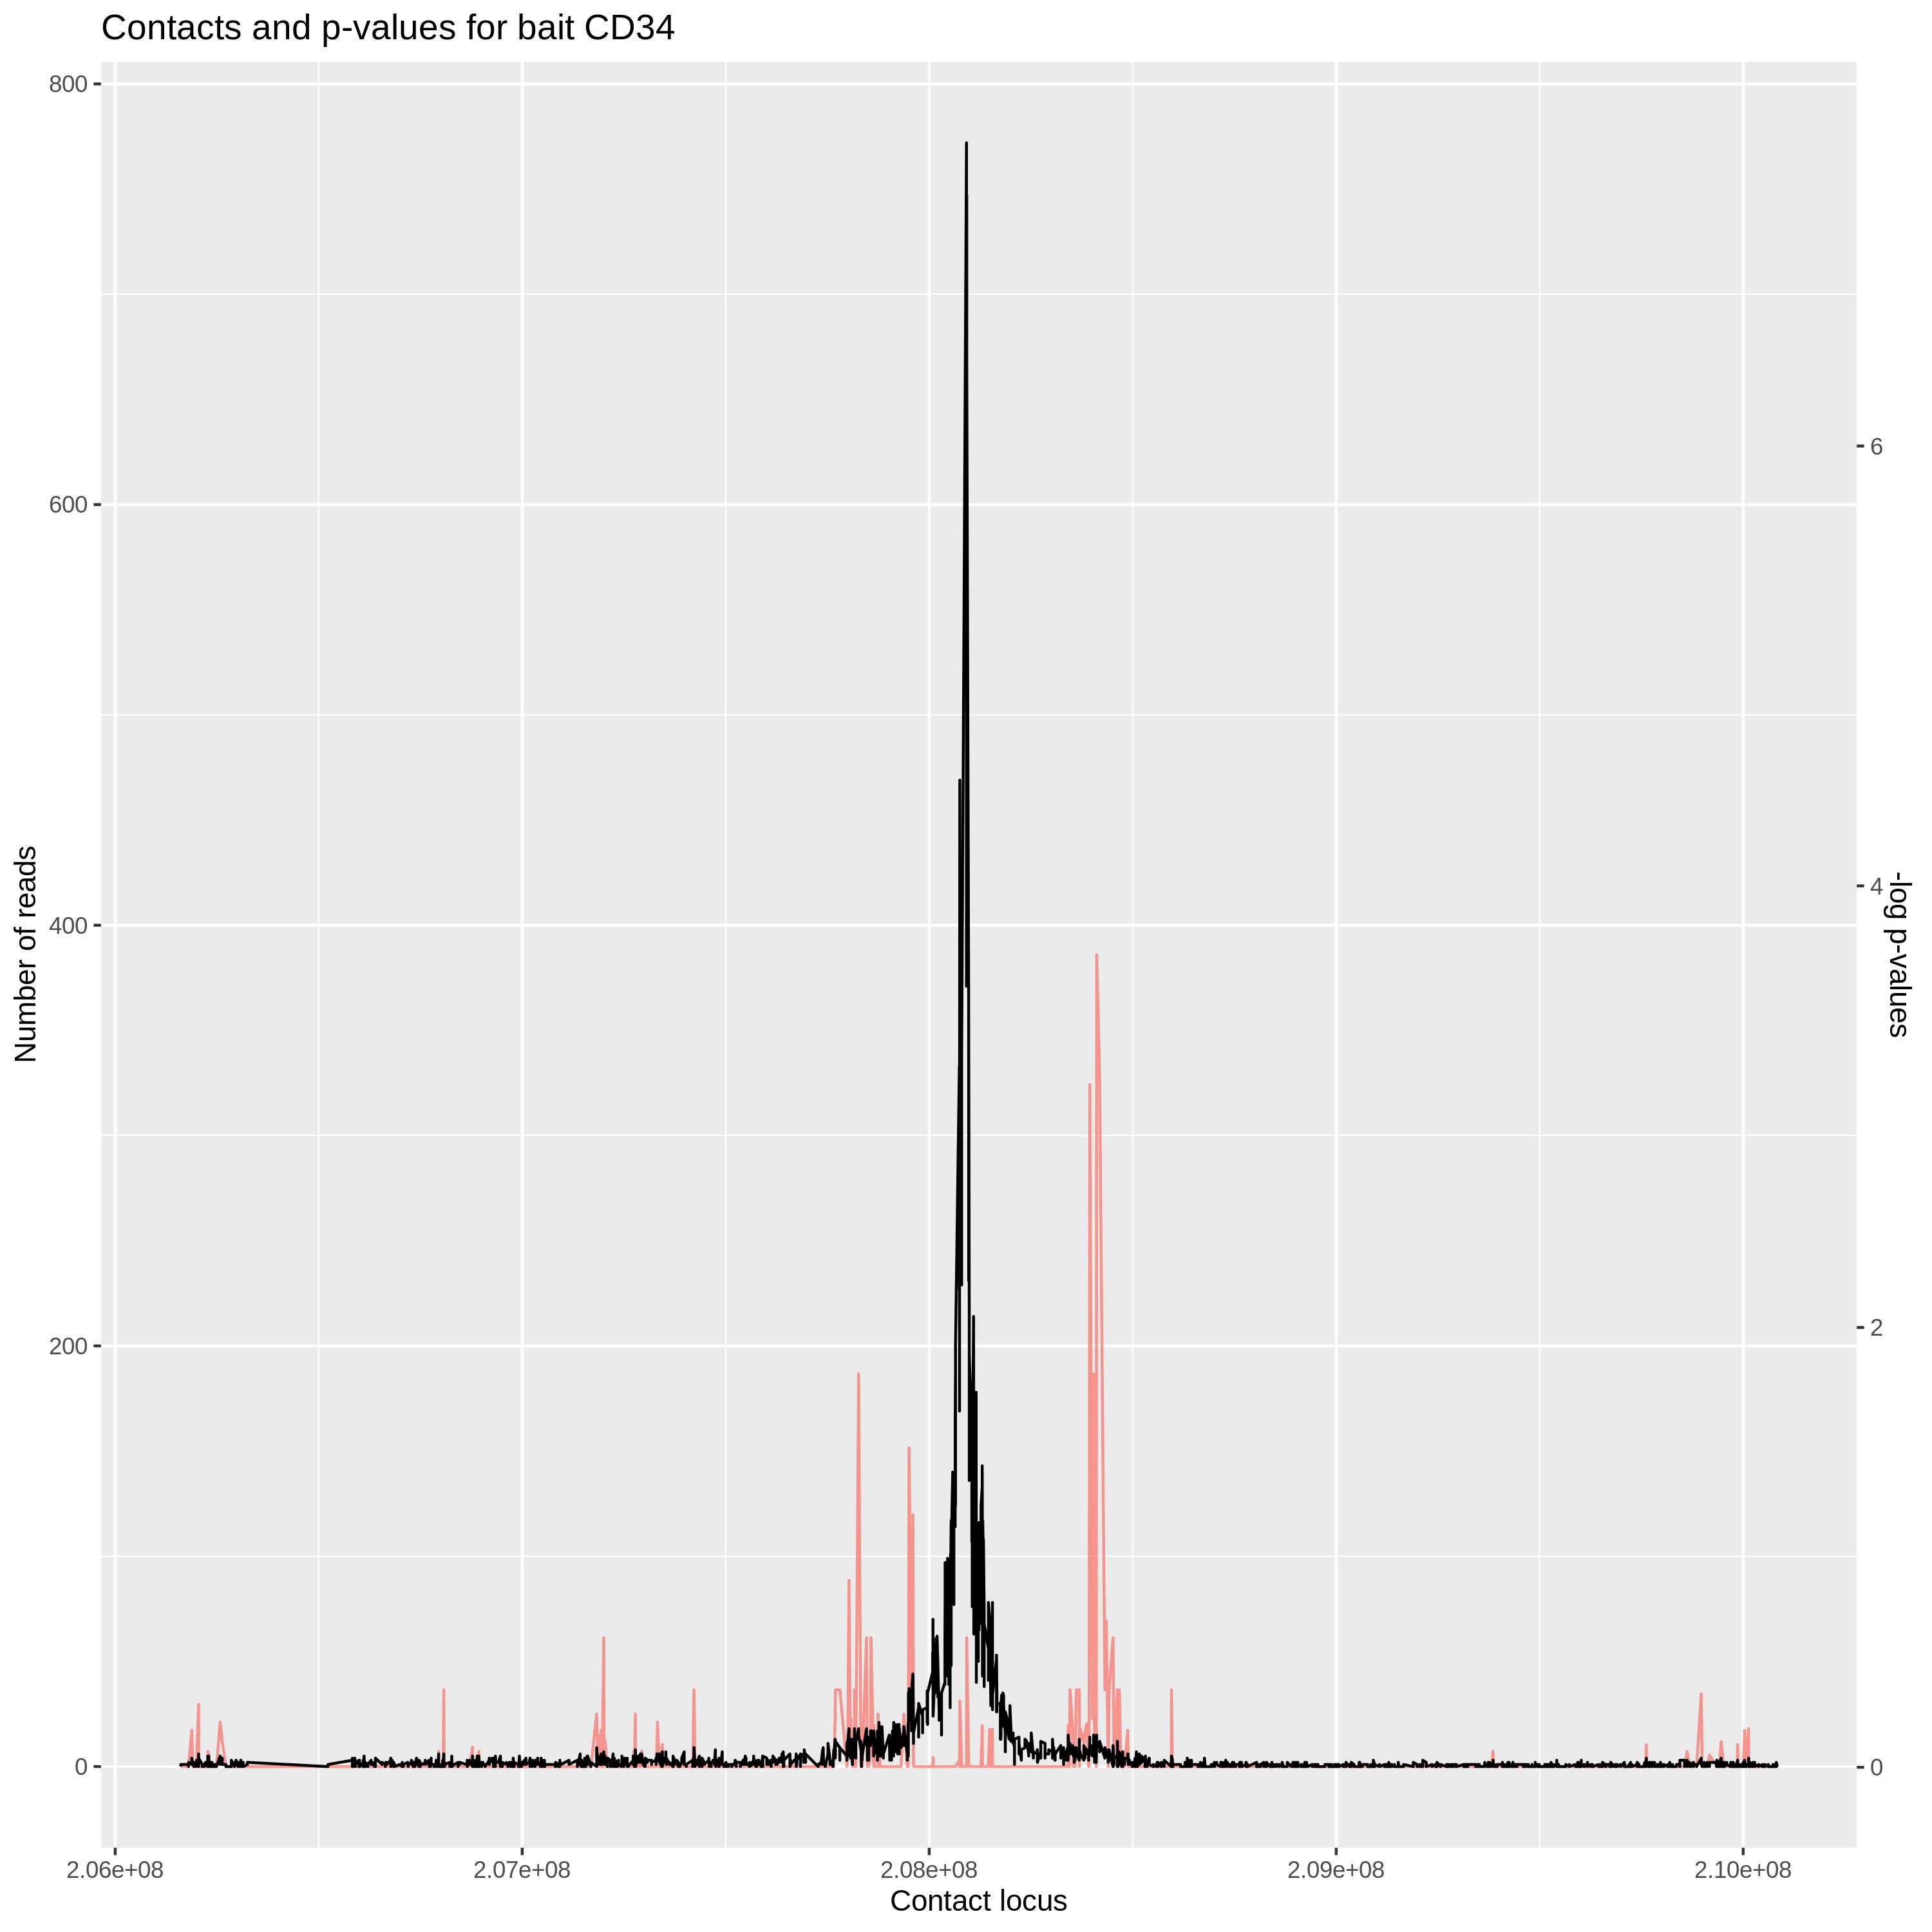 Contacts and p-values for bait CD34
800
600
400
200
0
Number of reads
6
4
2
0
-log p-values
2.06e+08
2.07e+08
2.08e+08
2.09e+08
2.10e+08
Contact locus